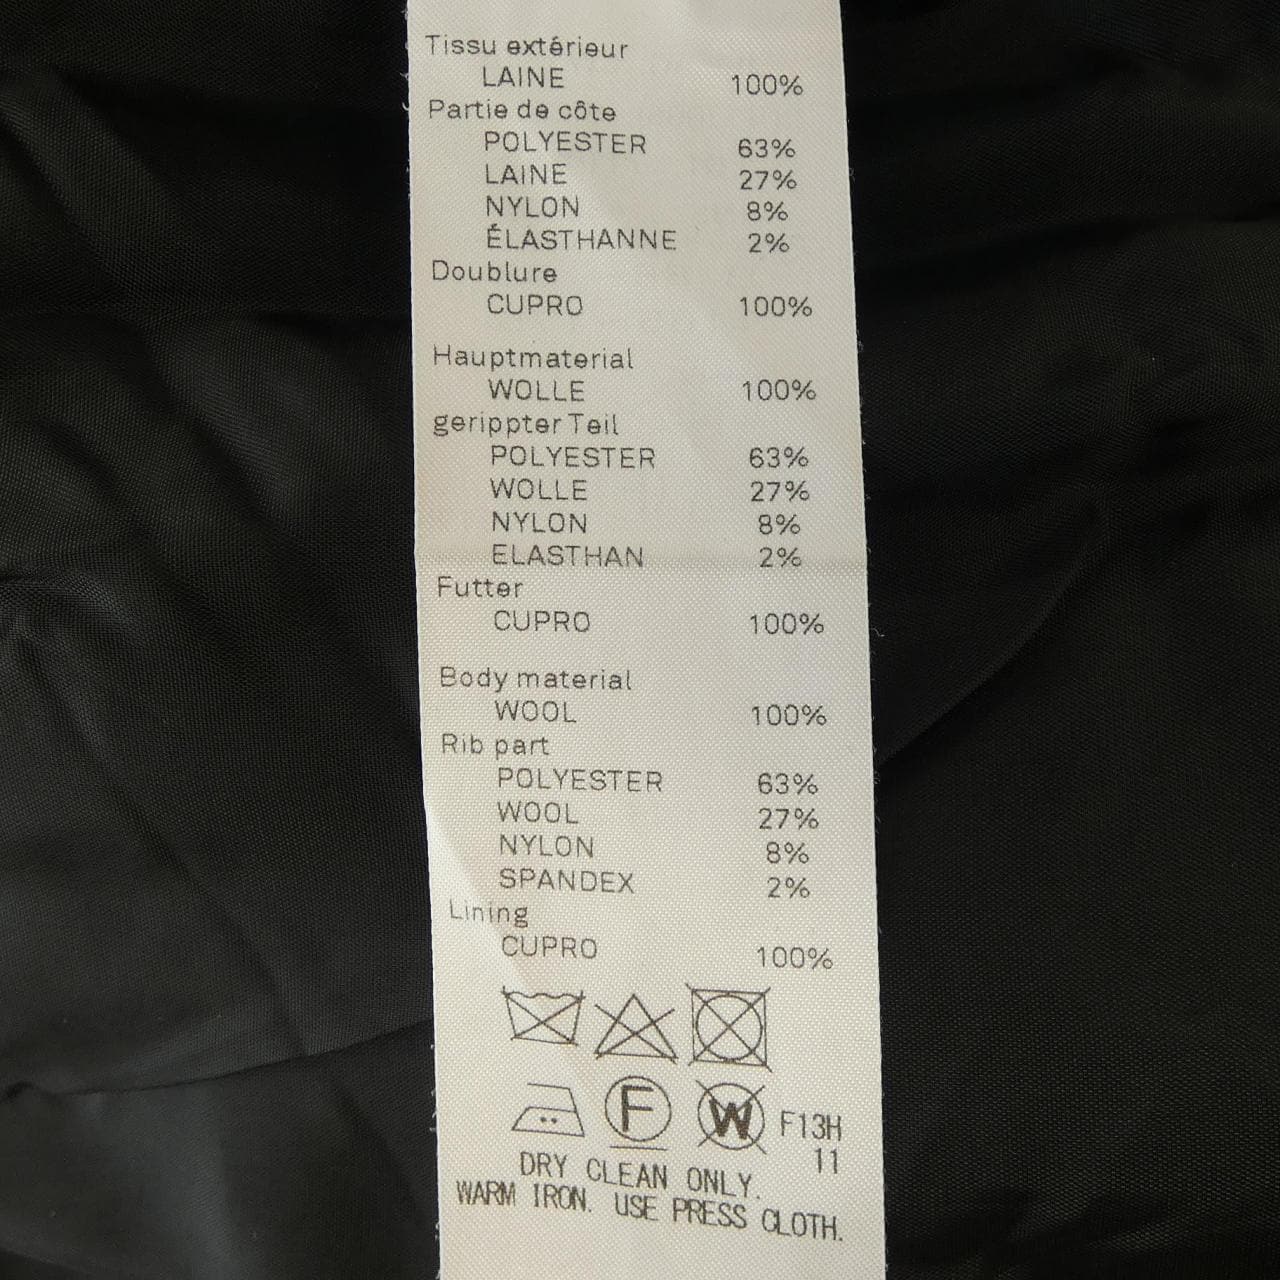 Tissu extérieur
LAINE 100%
Partie de côte
POLYESTER 63%
LAINE 27%
NYLON 8%
ÉLASTHANNE 2%
Doublure
CUPRO 100%
Hauptmaterial
WOLLE 100%
gerippter Teil
POLYESTER 63%
WOLLE 27%
NYLON 8%
ELASTHAN 2%
Futter
CUPRO 100%
Body material
WOOL 100%
Rib part
POLYESTER 63%
WOOL 27%
NYLON 8%
SPANDEX 2%
Lining
CUPRO 100%
F W F13H
11
DRY CLEAN ONLY.
WARM IRON. USE PRESS CLOTH.